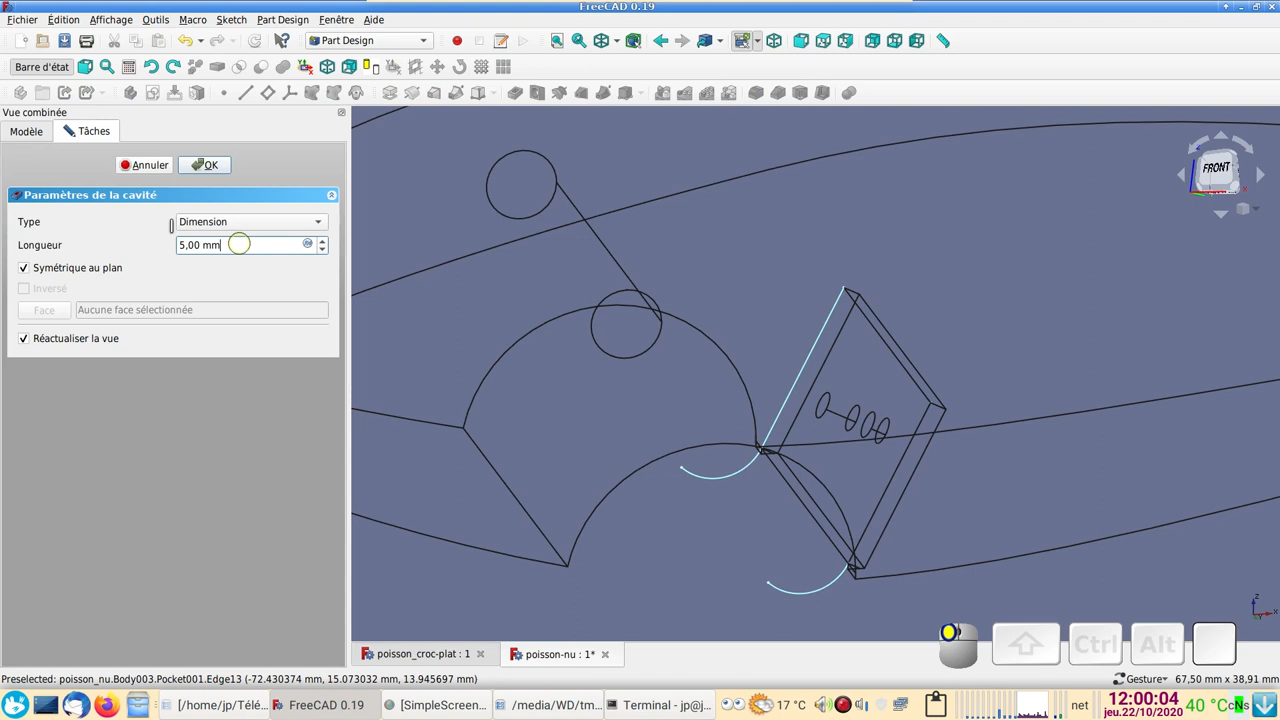 FreeCAD 0.19
Fichier Édition Affichage Outils Macro Sketch Part Design Fenêtre Aide
Part Design
Barre d'état
Vue combinée
Modèle Tâches
Annuler OK
Paramètres de la cavité
Type Dimension
Longueur 5,00 mm
Symétrique au plan
Inversé
Face Aucune face sélectionnée
Réactualiser la vue
FRONT
Ctrl Alt
poisson_croc-plat : 1 poisson-nu : 1*
Preselected: poisson_nu.Body003.Pocket001.Edge13 (-72.430374 mm, 15.073032 mm, 13.945697 mm) Gesture 67,50 mm x 38,91 mm
[/home/jp/Télé... FreeCAD 0.19 [SimpleScreen... /media/WD/tm... Terminal - jp@j... 17 °C net 12:00:04 jeu.22/10/2020 40 °C